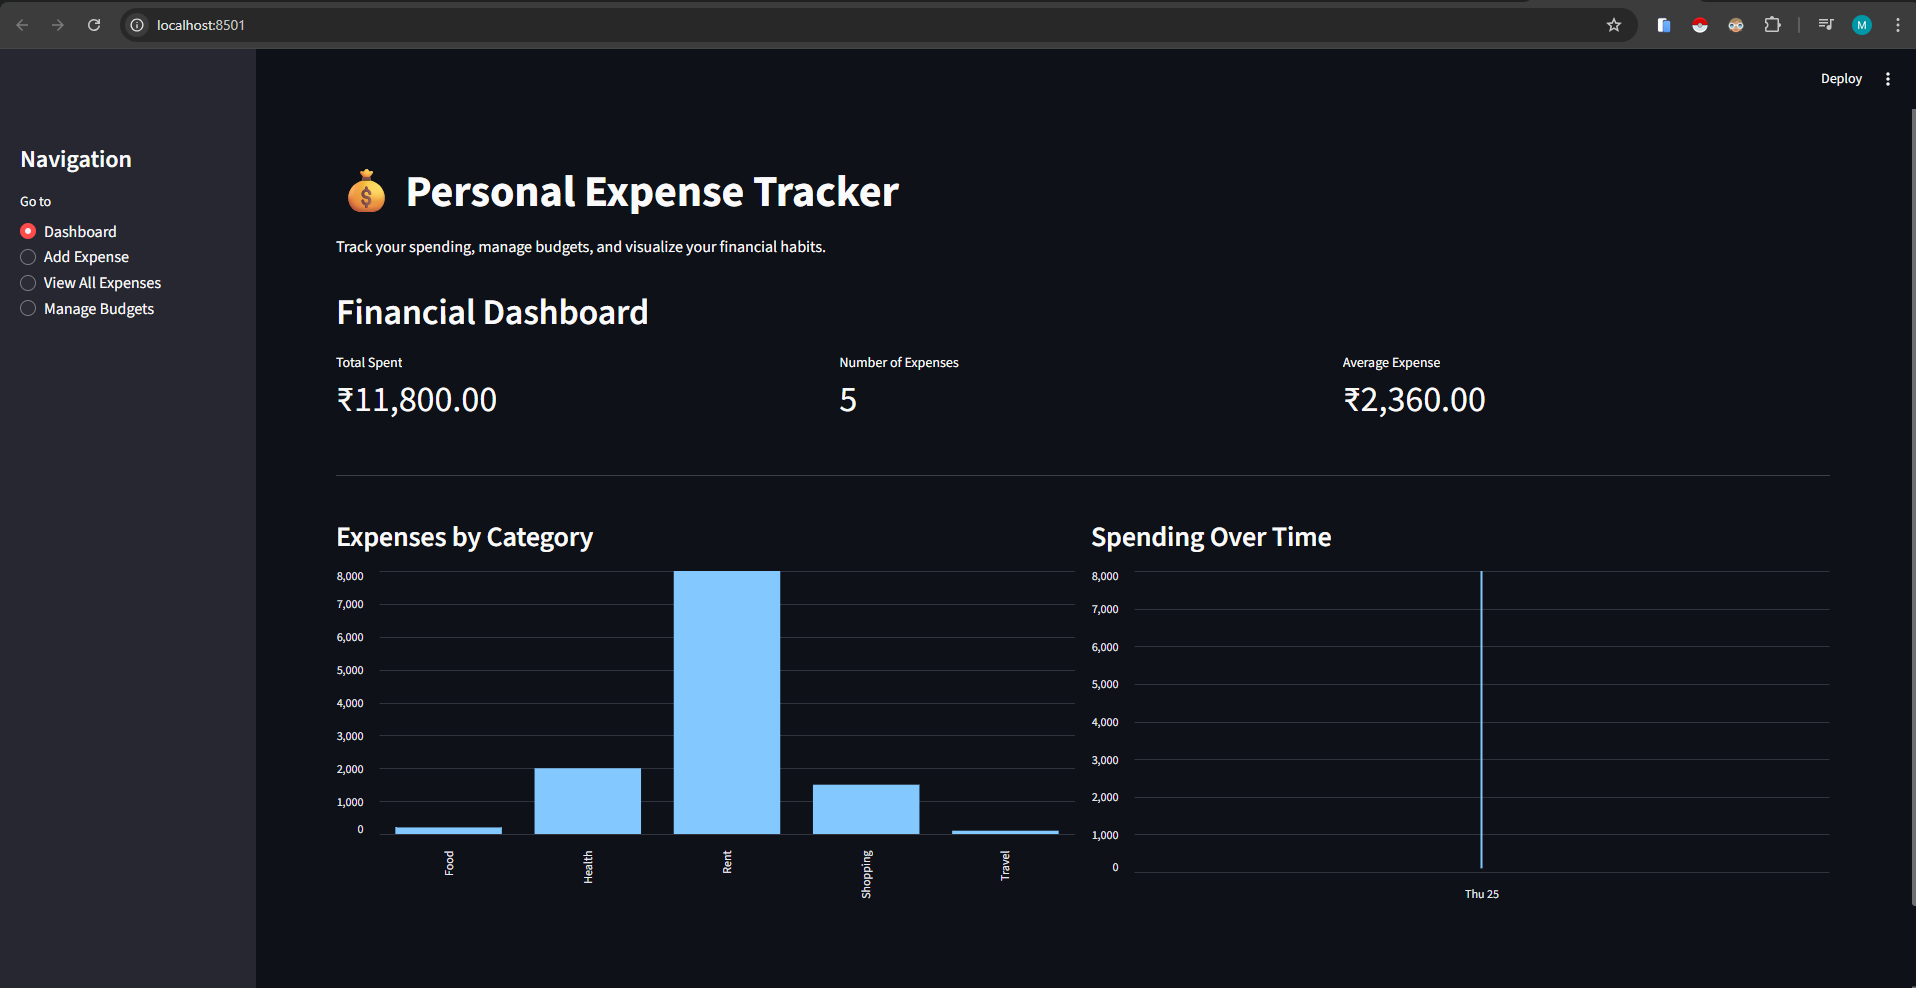 localhost:8501
M
Deploy
Navigation
Go to
Dashboard
Add Expense
View All Expenses
Manage Budgets
$ Personal Expense Tracker
Track your spending, manage budgets, and visualize your financial habits.
Financial Dashboard
Total Spent
₹11,800.00
Number of Expenses
5
Average Expense
₹2,360.00
Expenses by Category
8,000
7,000
6,000
5,000
4,000
3,000
2,000
1,000
0
Food
Health
Rent
Shopping
Travel
Spending Over Time
8,000
7,000
6,000
5,000
4,000
3,000
2,000
1,000
0
Thu 25